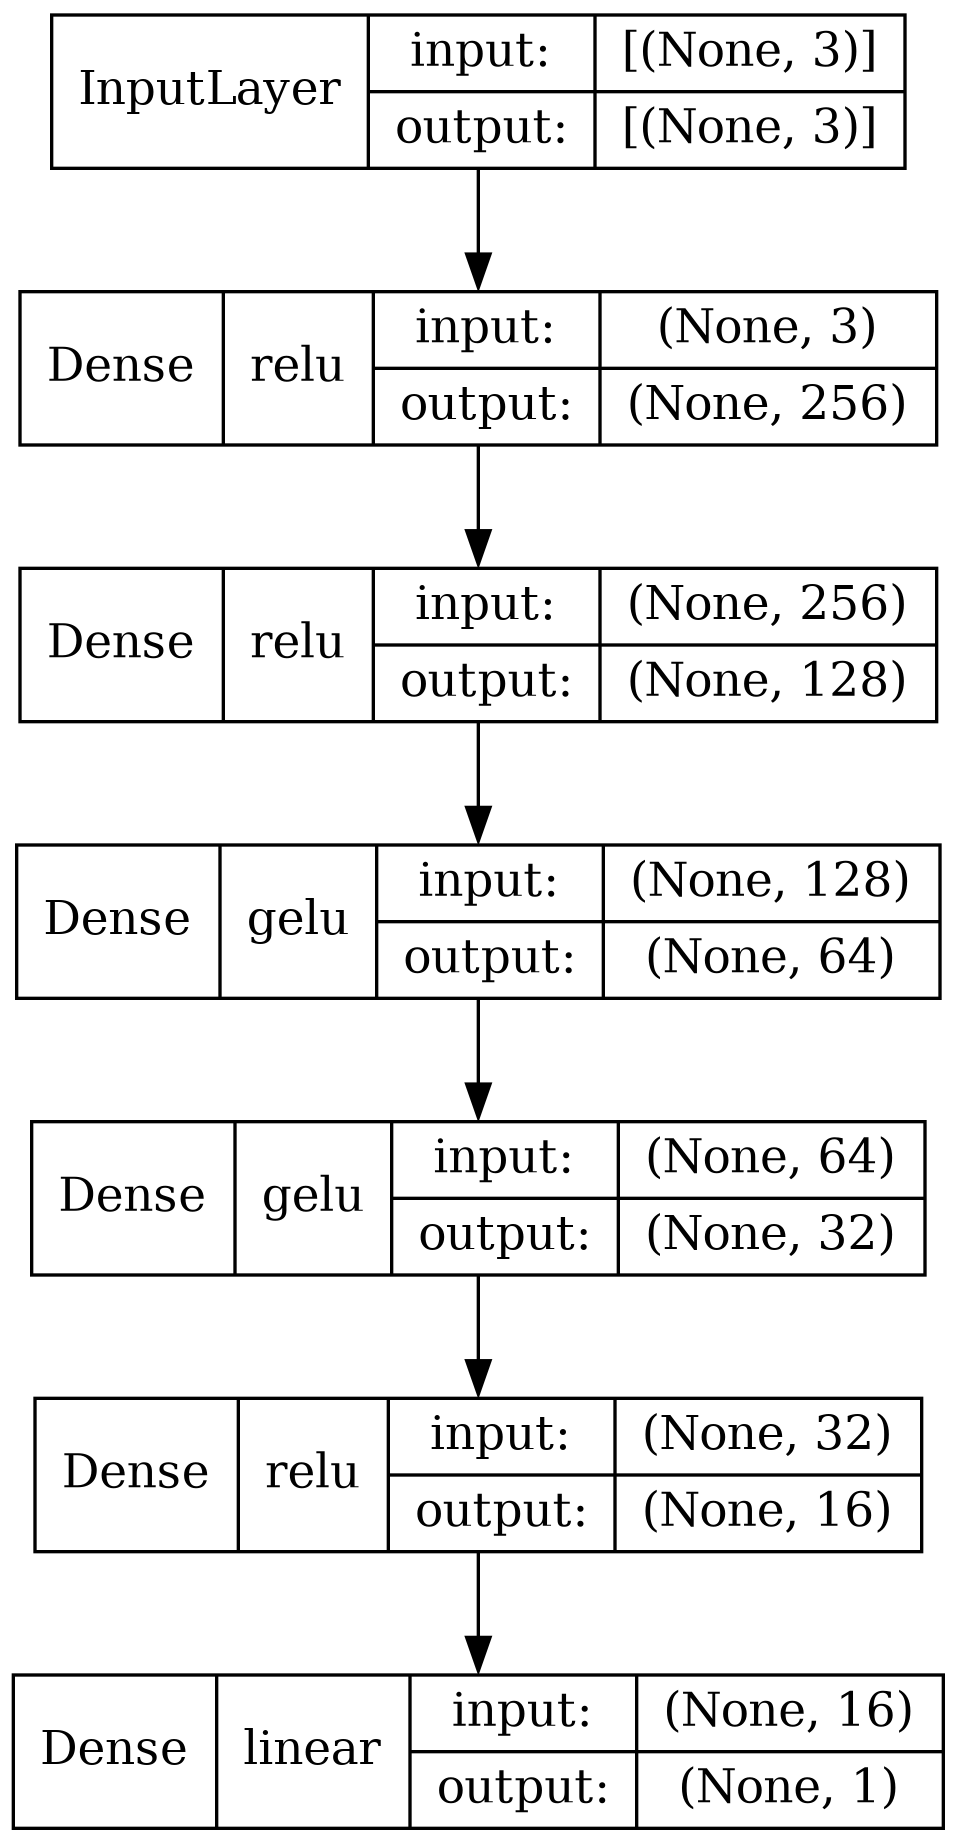 InputLayer
input: [(None, 3)]
output: [(None, 3)]
Dense relu
input: (None, 3)
output: (None, 256)
Dense relu
input: (None, 256)
output: (None, 128)
Dense gelu
input: (None, 128)
output: (None, 64)
Dense gelu
input: (None, 64)
output: (None, 32)
Dense relu
input: (None, 32)
output: (None, 16)
Dense linear
input: (None, 16)
output: (None, 1)